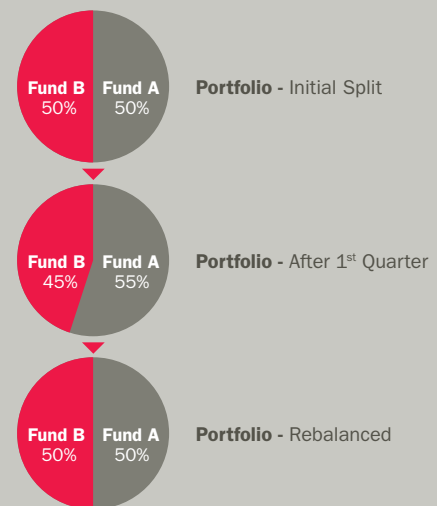 Fund B Fund A
50% 50%
Portfolio - Initial Split
Fund B Fund A
45% 55%
Portfolio - After 1st Quarter
Fund B Fund A
50% 50%
Portfolio - Rebalanced